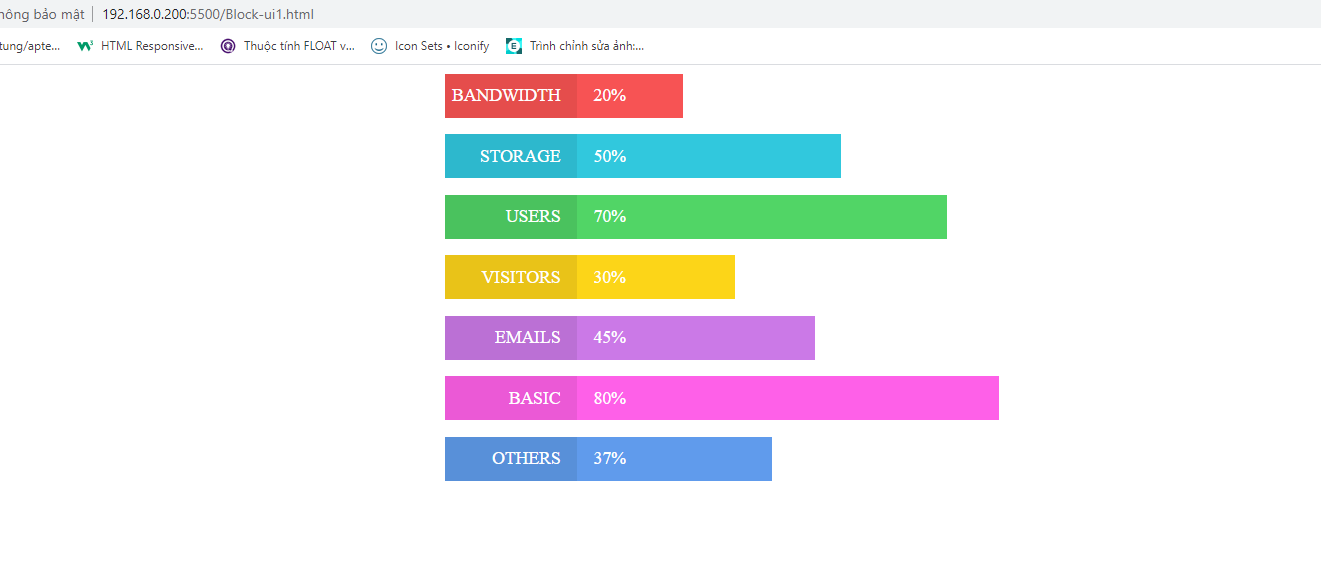 hông bảo mật | 192.168.0.200:5500/Block-ui1.html
tung/apte... HTML Responsive... Thuộc tính FLOAT v... Icon Sets • Iconify E Trình chỉnh sửa ảnh:...
BANDWIDTH 20%
STORAGE 50%
USERS 70%
VISITORS 30%
EMAILS 45%
BASIC 80%
OTHERS 37%